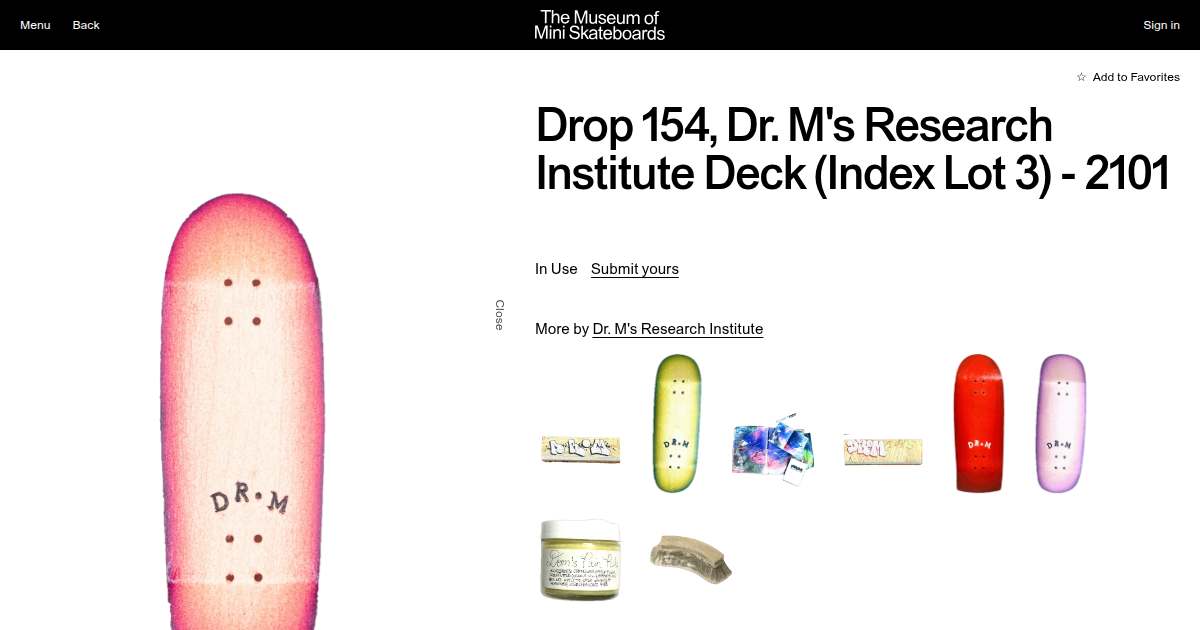 Menu
Back
The Museum of
Mini Skateboards
Sign in
☆ Add to Favorites
Drop 154, Dr. M's Research
Institute Deck (Index Lot 3) - 2101
In Use Submit yours
Close
More by Dr. M's Research Institute
DR•M
DR•M
DR•M
DR•M